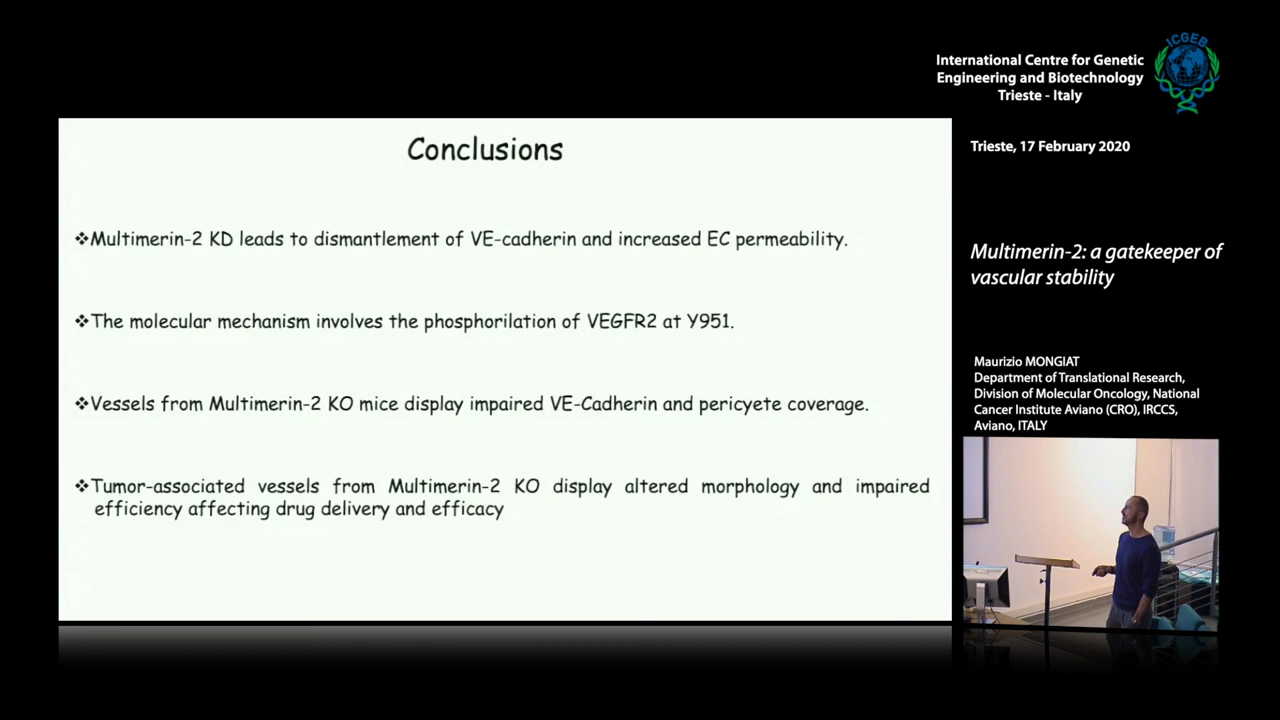 ICGEB
International Centre for Genetic
Engineering and Biotechnology
Trieste - Italy
Trieste, 17 February 2020
Conclusions
❖Multimerin-2 KD leads to dismantlement of VE-cadherin and increased EC permeability.
❖The molecular mechanism involves the phosphorilation of VEGFR2 at Y951.
❖Vessels from Multimerin-2 KO mice display impaired VE-Cadherin and pericyete coverage.
❖Tumor-associated vessels from Multimerin-2 KO display altered morphology and impaired
efficiency affecting drug delivery and efficacy
Multimerin-2: a gatekeeper of
vascular stability
Maurizio MONGIAT
Department of Translational Research,
Division of Molecular Oncology, National
Cancer Institute Aviano (CRO), IRCCS,
Aviano, ITALY